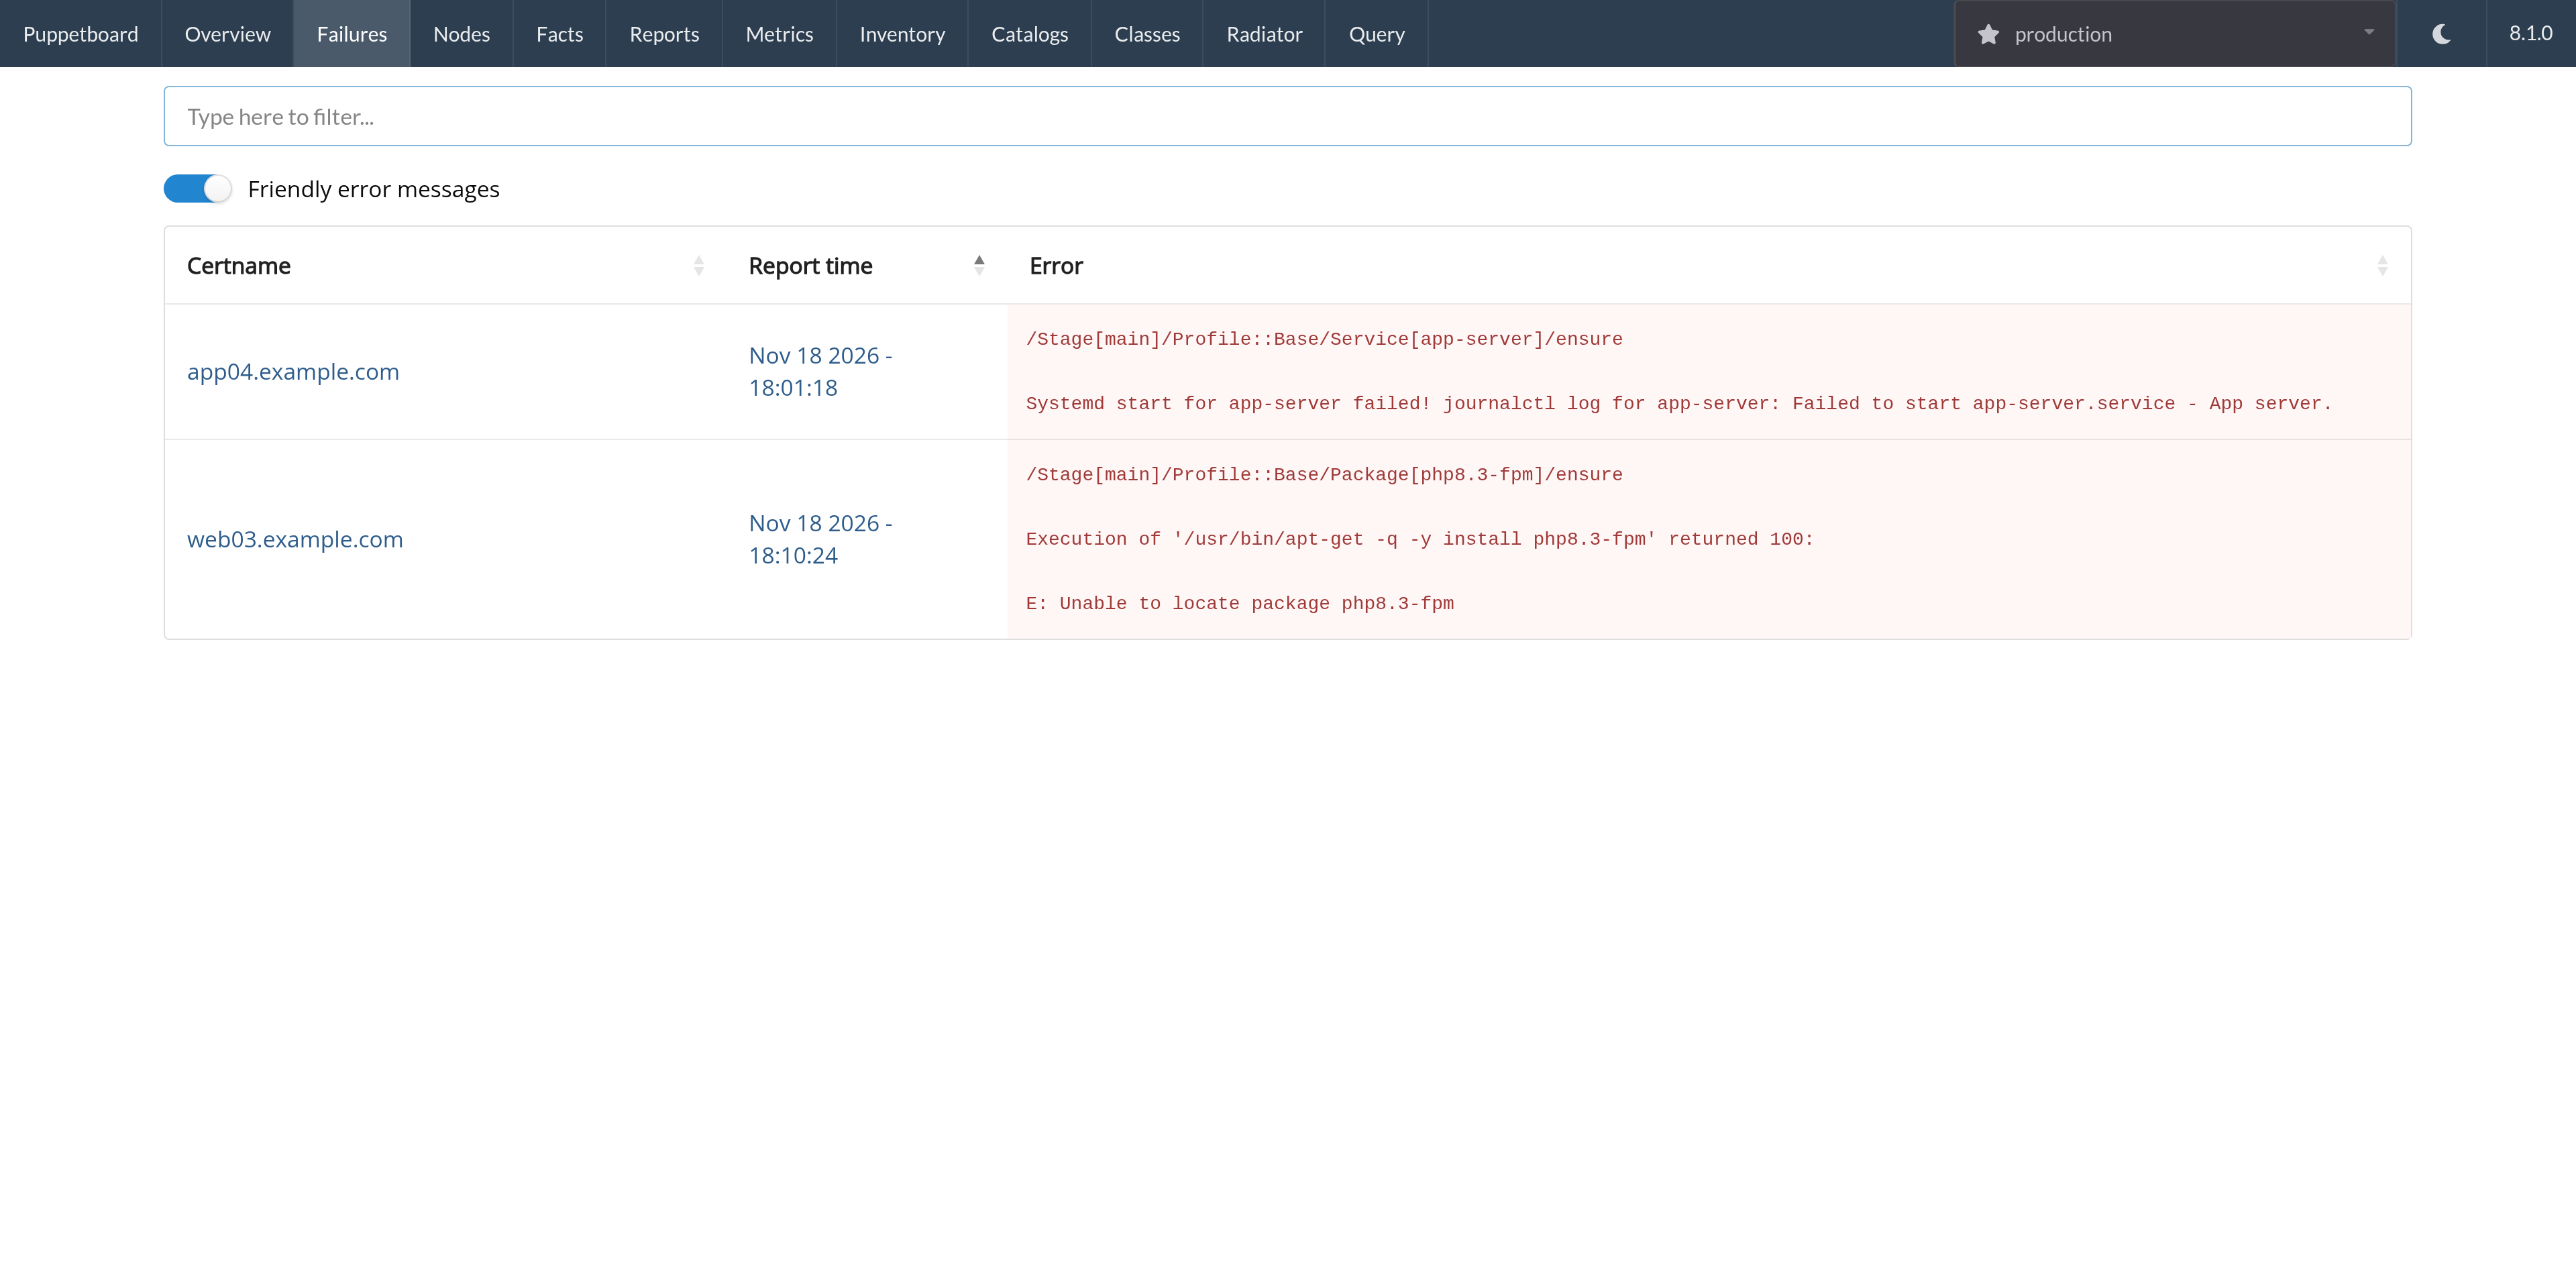 Puppetboard Overview Failures Nodes Facts Reports Metrics Inventory Catalogs Classes Radiator Query production 8.1.0
Type here to filter...
Friendly error messages
Certname Report time Error
app04.example.com
Nov 18 2026 -
18:01:18
/Stage[main]/Profile::Base/Service[app-server]/ensure
Systemd start for app-server failed! journalctl log for app-server: Failed to start app-server.service - App server.
web03.example.com
Nov 18 2026 -
18:10:24
/Stage[main]/Profile::Base/Package[php8.3-fpm]/ensure
Execution of '/usr/bin/apt-get -q -y install php8.3-fpm' returned 100:
E: Unable to locate package php8.3-fpm